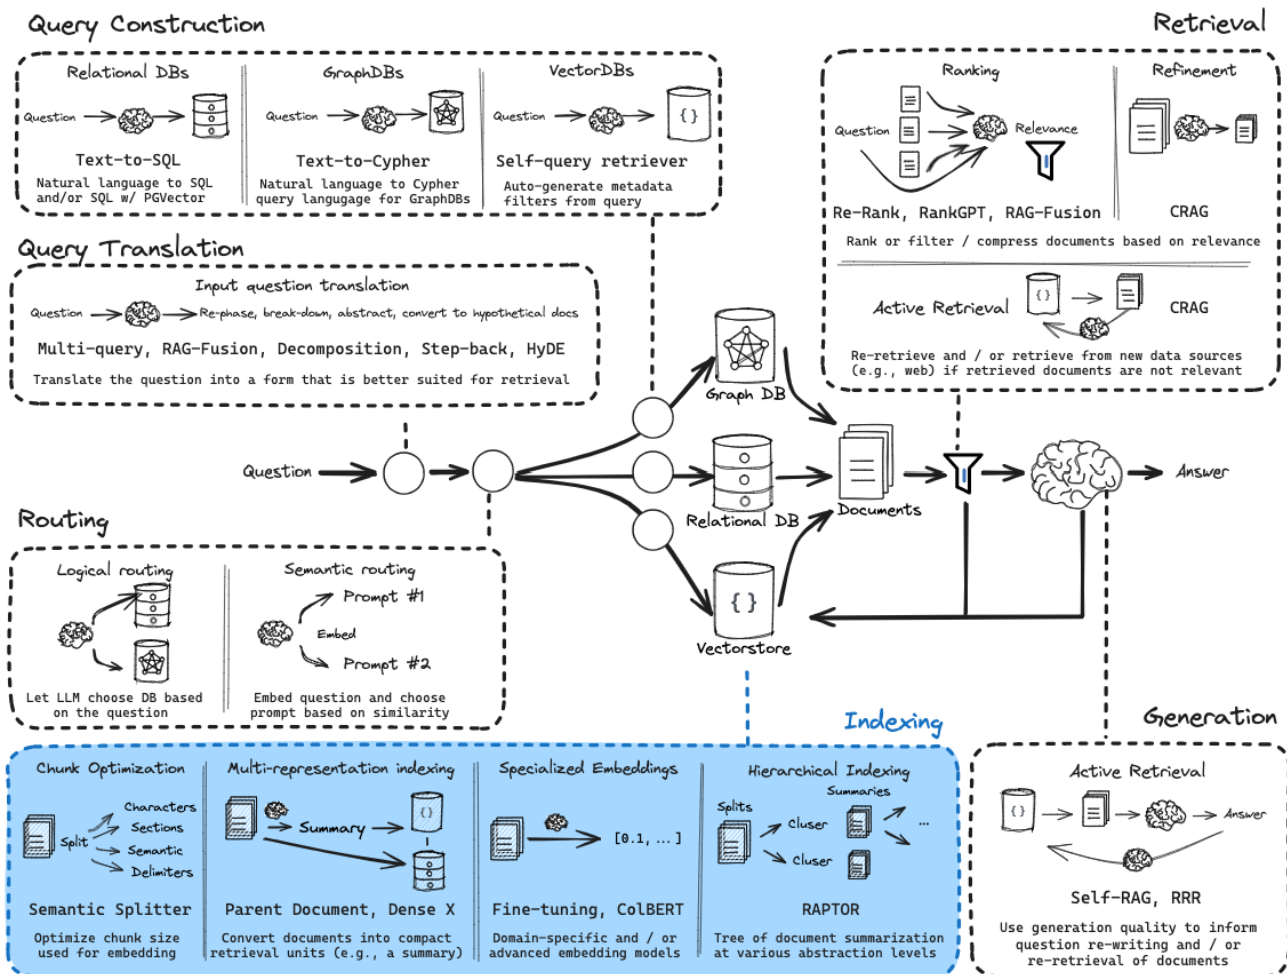 Query Construction
Relational DBs
Question
Text-to-SQL
Natural language to SQL
and/or SQL w/ PGVector
GraphDBs
Question
Text-to-Cypher
Natural language to Cypher
query langugage for GraphDBs
VectorDBs
Question
{ }
Self-query retriever
Auto-generate metadata
filters from query
Retrieval
Ranking
Question
Relevance
Re-Rank, RankGPT, RAG-Fusion
Refinement
CRAG
Rank or filter / compress documents based on relevance
Active Retrieval
{ }
CRAG
Re-retrieve and / or retrieve from new data sources
(e.g., web) if retrieved documents are not relevant
Query Translation
Input question translation
Question
Re-phase, break-down, abstract, convert to hypothetical docs
Multi-query, RAG-Fusion, Decomposition, Step-back, HyDE
Translate the question into a form that is better suited for retrieval
Question
Graph DB
Relational DB
{ }
Vectorstore
Documents
Answer
Routing
Logical routing
Let LLM choose DB based
on the question
Semantic routing
Prompt #1
Embed
Prompt #2
Embed question and choose
prompt based on similarity
Indexing
Chunk Optimization
Split
Characters
Sections
Semantic
Delimiters
Semantic Splitter
Optimize chunk size
used for embedding
Multi-representation indexing
Summary
{ }
Parent Document, Dense X
Convert documents into compact
retrieval units (e.g., a summary)
Specialized Embeddings
[0.1, ... ]
Fine-tuning, ColBERT
Domain-specific and / or
advanced embedding models
Hierarchical Indexing
Splits
Summaries
Cluser
Cluser
...
RAPTOR
Tree of document summarization
at various abstraction levels
Generation
Active Retrieval
{ }
Answer
Self-RAG, RRR
Use generation quality to inform
question re-writing and / or
re-retrieval of documents